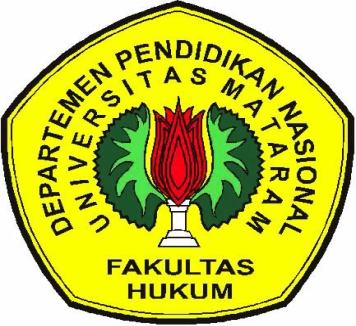 DEPARTEMEN PENDIDIKAN NASIONAL
UNIVERSITAS MATARAM
FAKULTAS
HUKUM